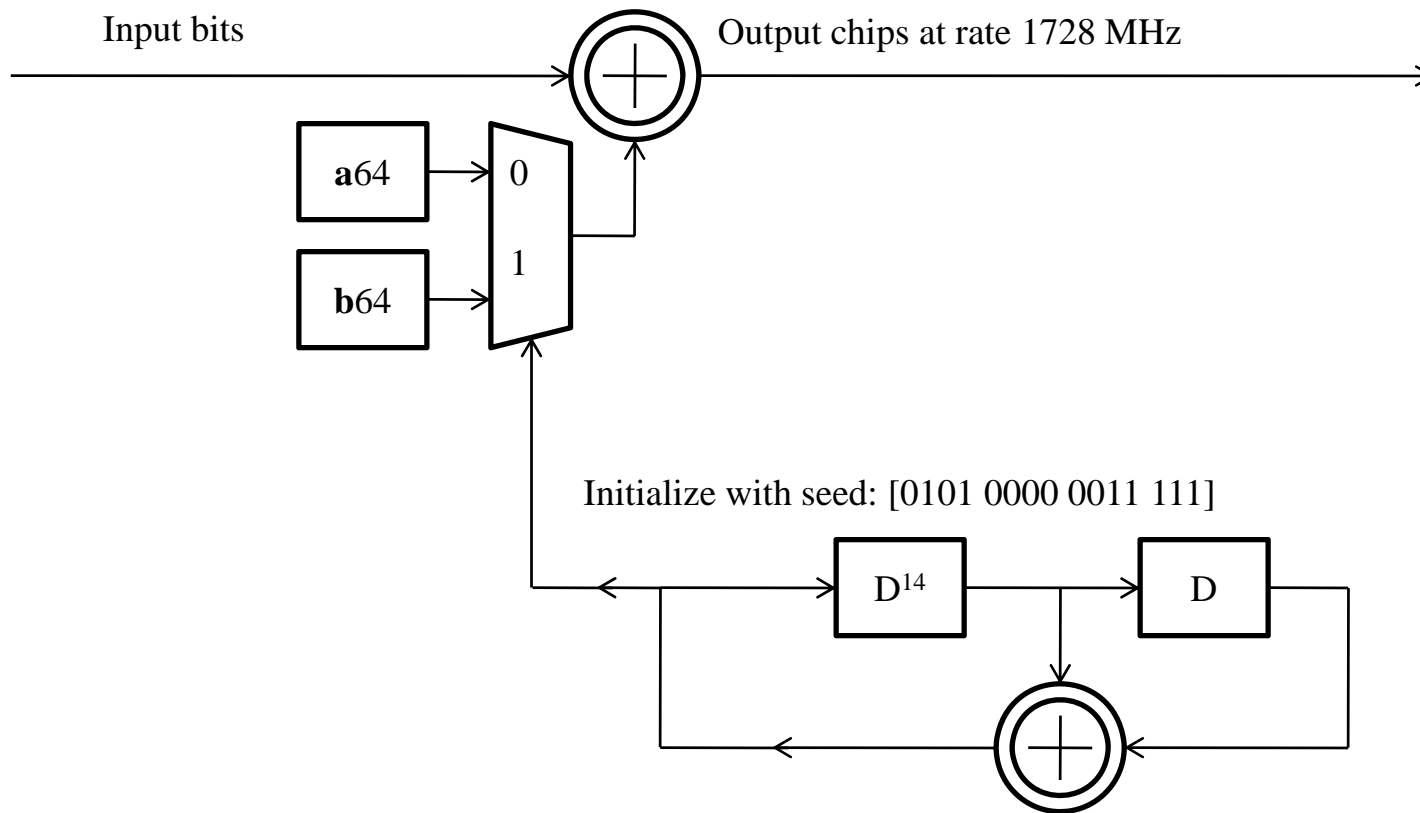 Input bits
Output chips at rate 1728 MHz
a64
0
1
b64
Initialize with seed: [0101 0000 0011 111]
D¹⁴
D